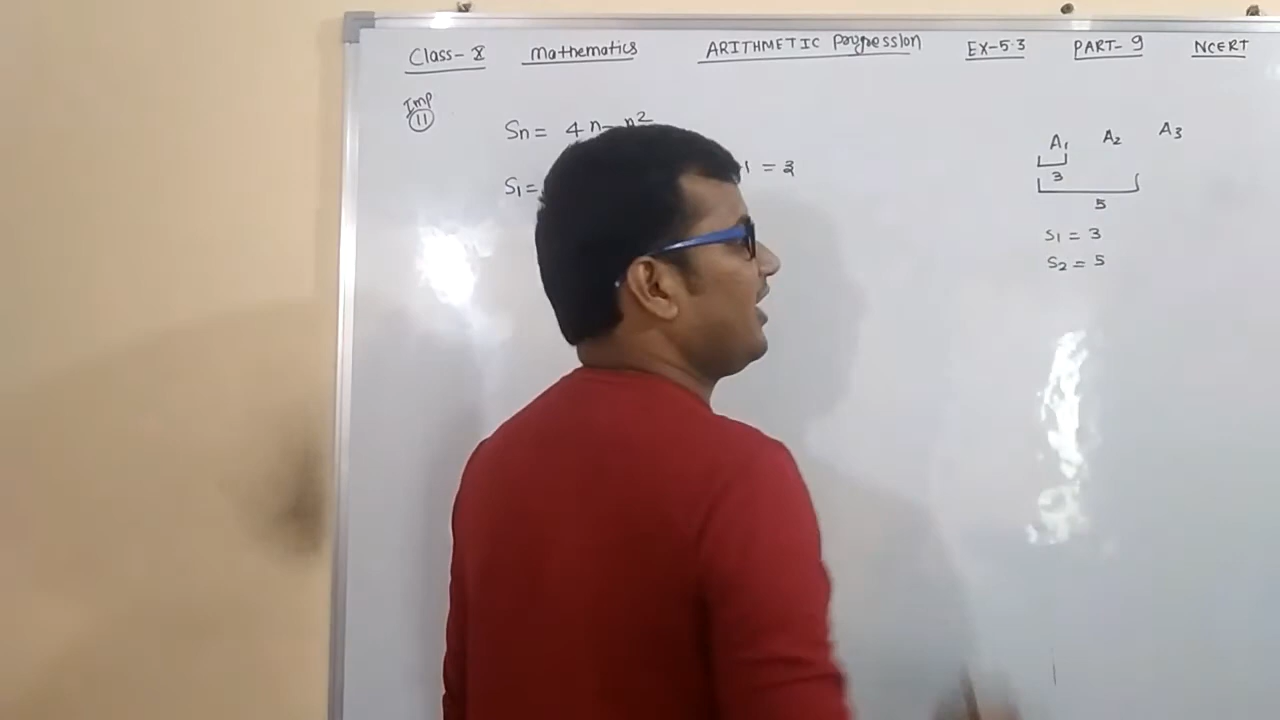 Class-X Mathematics ARITHMETIC Progression EX-5.3 PART-9 NCERT
Imp
11
Sn = 4n - n²
S1 = 1 = 3
A1 A2 A3
3
5
S1 = 3
S2 = 5